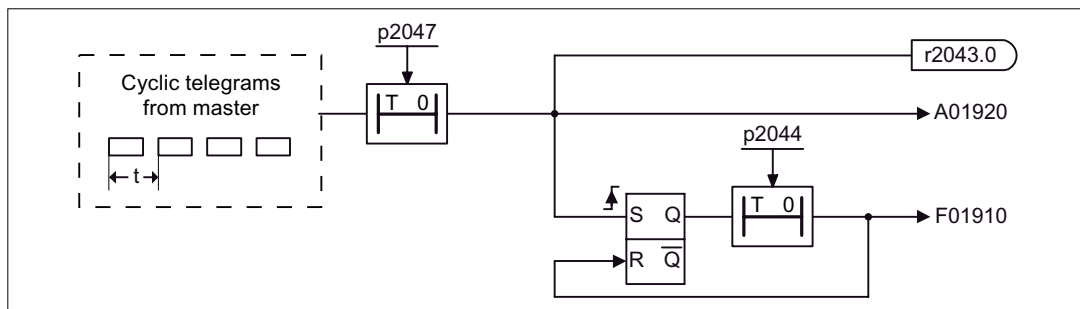 p2047
r2043.0
Cyclic telegrams
from master
T 0
A01920
p2044
t
T 0
S Q
F01910
R Q̅